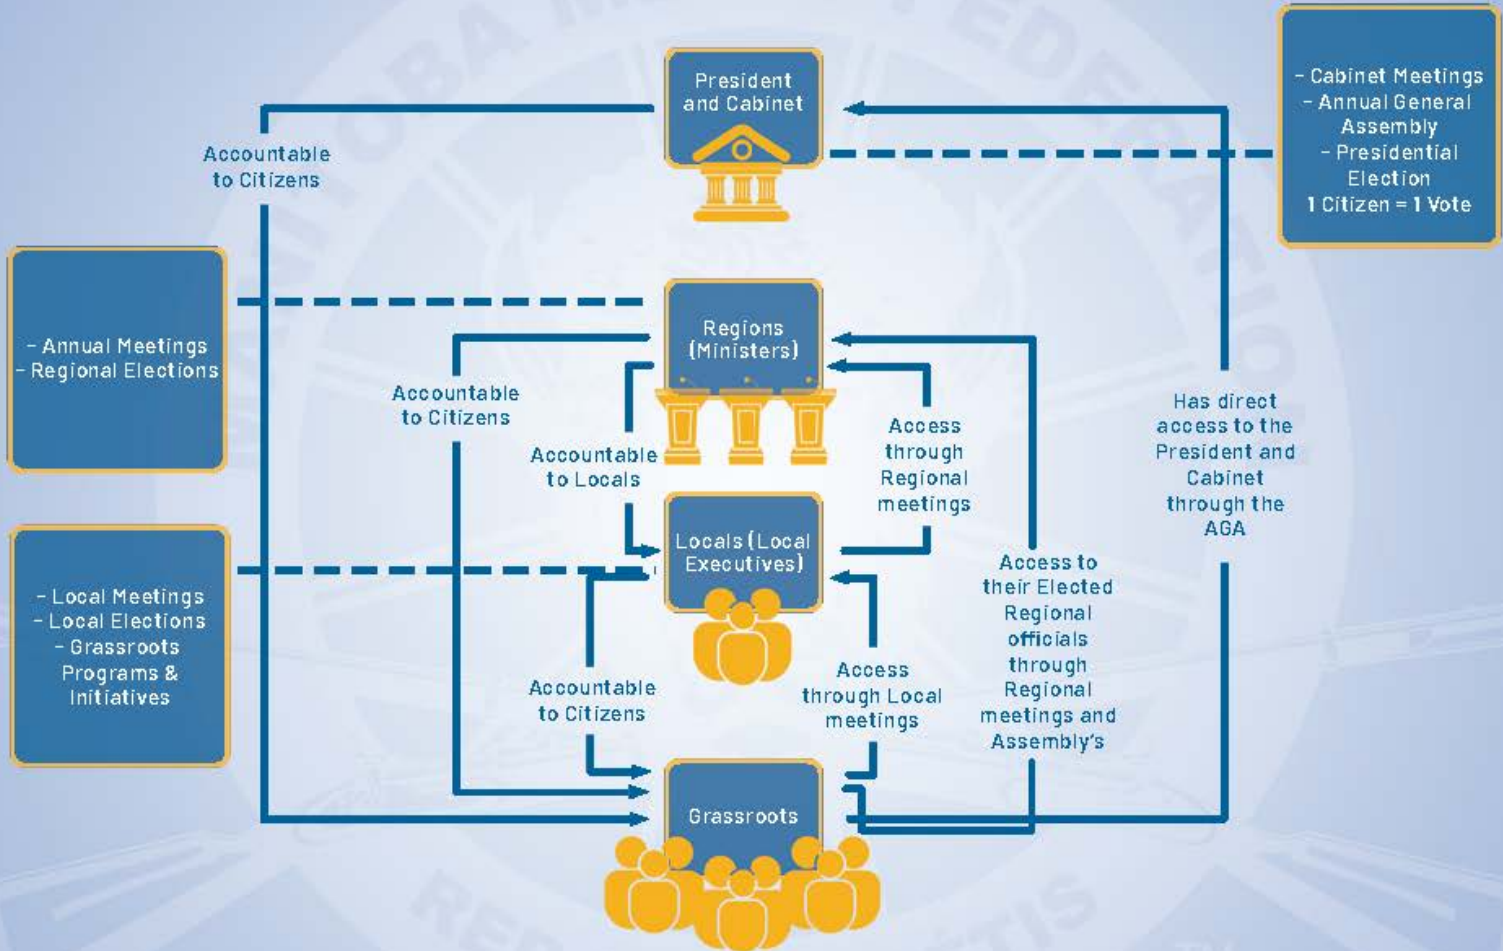 President
and Cabinet
- Cabinet Meetings
- Annual General
Assembly
- Presidential
Election
1 Citizen = 1 Vote
Accountable
to Citizens
- Annual Meetings
- Regional Elections
Regions
(Ministers)
Accountable
to Citizens
Accountable
to Locals
Access
through
Regional
meetings
Has direct
access to the
President and
Cabinet
through the
AGA
- Local Meetings
- Local Elections
- Grassroots
Programs &
Initiatives
Locals (Local
Executives)
Access to
their Elected
Regional
officials
through
Regional
meetings and
Assembly's
Accountable
to Citizens
Access
through Local
meetings
Grassroots
MANITOBA
FEDERATION